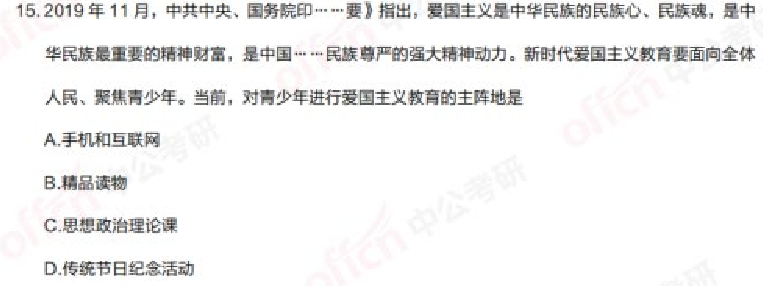 15. 2019 年 11 月，中共中央、国务院印……要》指出，爱国主义是中华民族的民族心、民族魂，是中
华民族最重要的精神财富，是中国……民族尊严的强大精神动力。新时代爱国主义教育要面向全体
人民、聚焦青少年。当前，对青少年进行爱国主义教育的主阵地是
A.手机和互联网
B.精品读物
C.思想政治理论课
D.传统节日纪念活动
offcn 中公考研